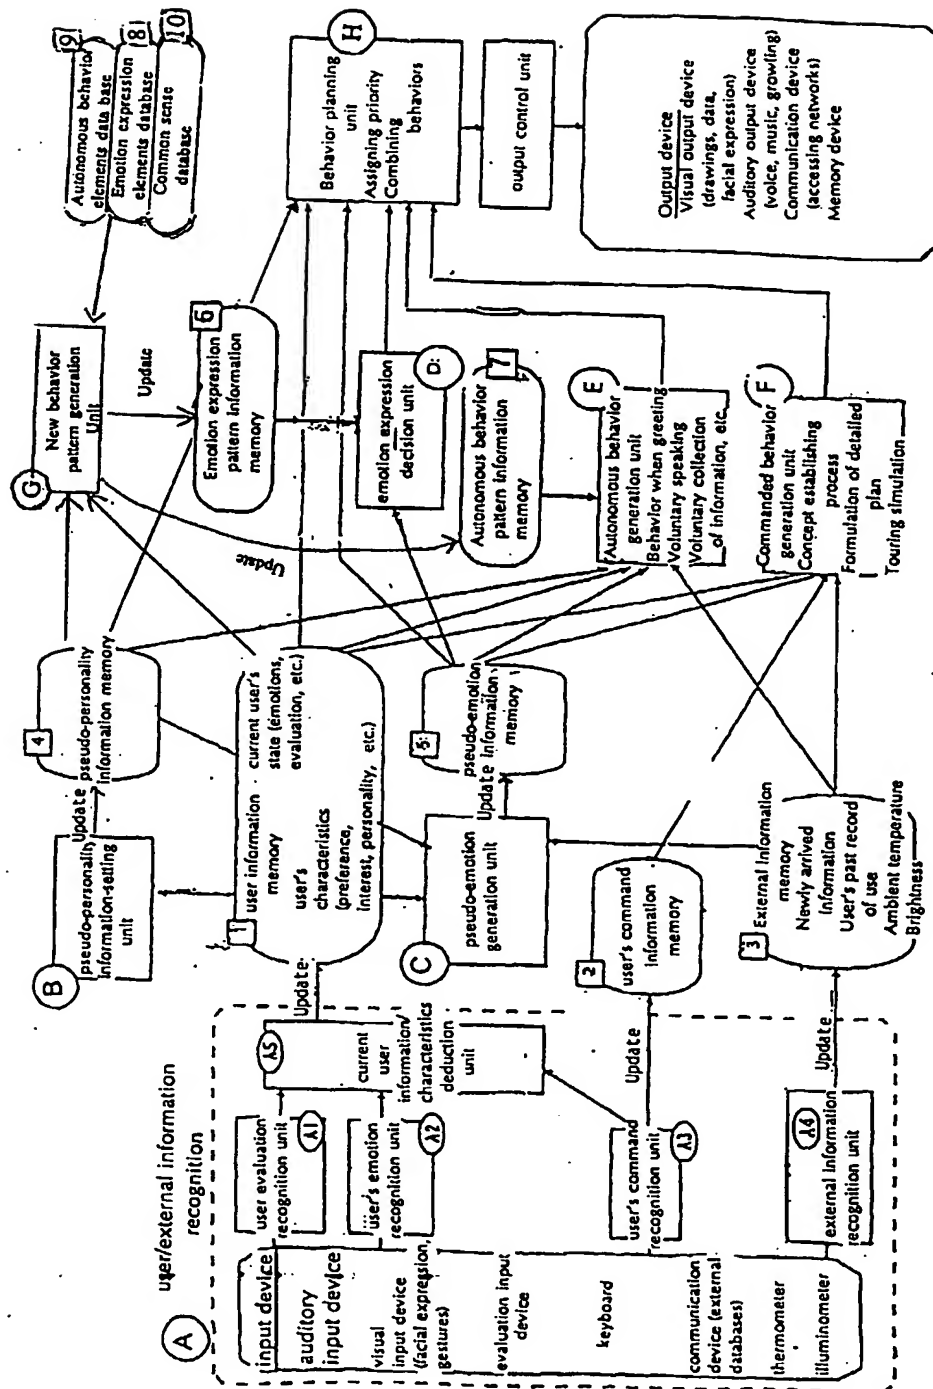 A
user/external information
recognition
input device
auditory
input device
visual
input device
(facial expression,
gestures)
evaluation input
device
keyboard
communication
device (external
databases)
thermometer
illuminometer
user evaluation
recognition unit
A1
user's emotion
recognition unit
A2
user's command
recognition unit
A3
external Information
recognition unit
A4
A5
current
user
information/
characteristics
deduction
unit
Update
Update
Update
B
pseudo-personality
information-setting
unit
Update
1
user information
memory
user's
characteristics
(preference,
interest, personality, etc.)
current user's
state (emotions,
evaluation, etc.)
C
pseudo-emotion
generation unit
Update
2
user's command
information
memory
3
External Information
memory
Newly arrived
Information
User's past record
of use
Ambient temperature
Brightness
4
pseudo-personality
information memory
5
pseudo-emotion
Information
memory
G
New behavior
pattern generation
Unit
Update
Update
6
Emotion expression
pattern information
memory
D
emotion expression
decision unit
7
Autonomous behavior
pattern information
memory
E
Autonomous behavior
generation unit
Behavior when greeting
Voluntary speaking
Voluntary collection
of information, etc.
F
Commanded behavior
generation unit
Concept establishing
process
Formulation of detailed
plan
Touring simulation
9
Autonomous behavior
elements data base
8
Emotion expression
elements database
10
Common sense
database
H
Behavior planning
unit
Assigning priority
Combining
behaviors
output control unit
Output device
Visual output device
(drawings, data,
facial expression)
Auditory output device
(voice, music, growling)
Communication device
(accessing networks)
Memory device